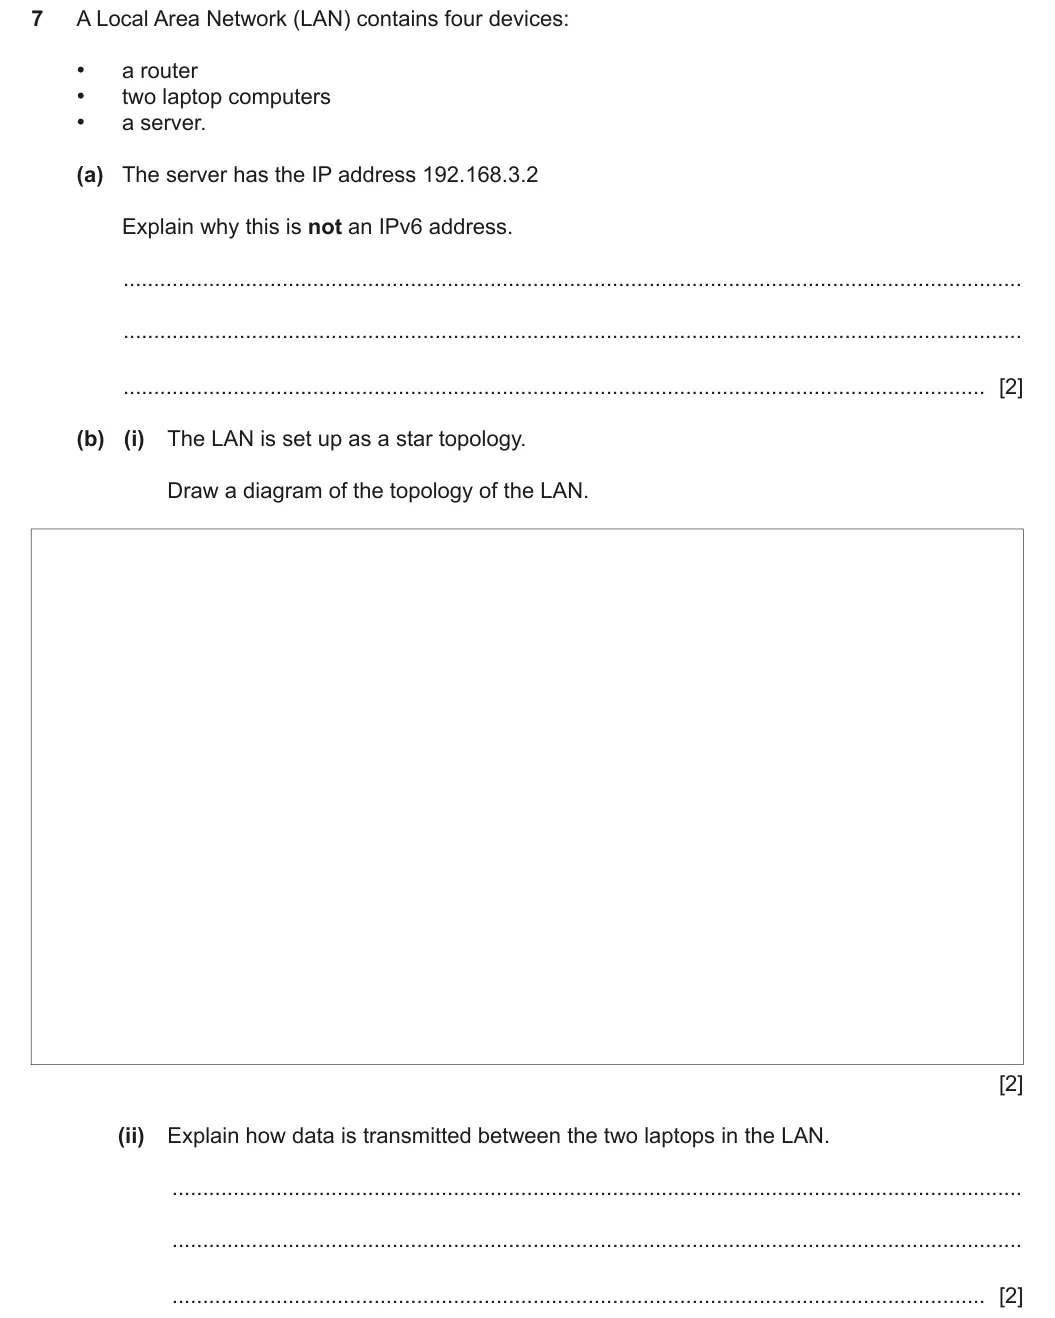 7 A Local Area Network (LAN) contains four devices:
• a router
• two laptop computers
• a server.
(a) The server has the IP address 192.168.3.2
Explain why this is not an IPv6 address.
[2]
(b) (i) The LAN is set up as a star topology.
Draw a diagram of the topology of the LAN.
[2]
(ii) Explain how data is transmitted between the two laptops in the LAN.
[2]